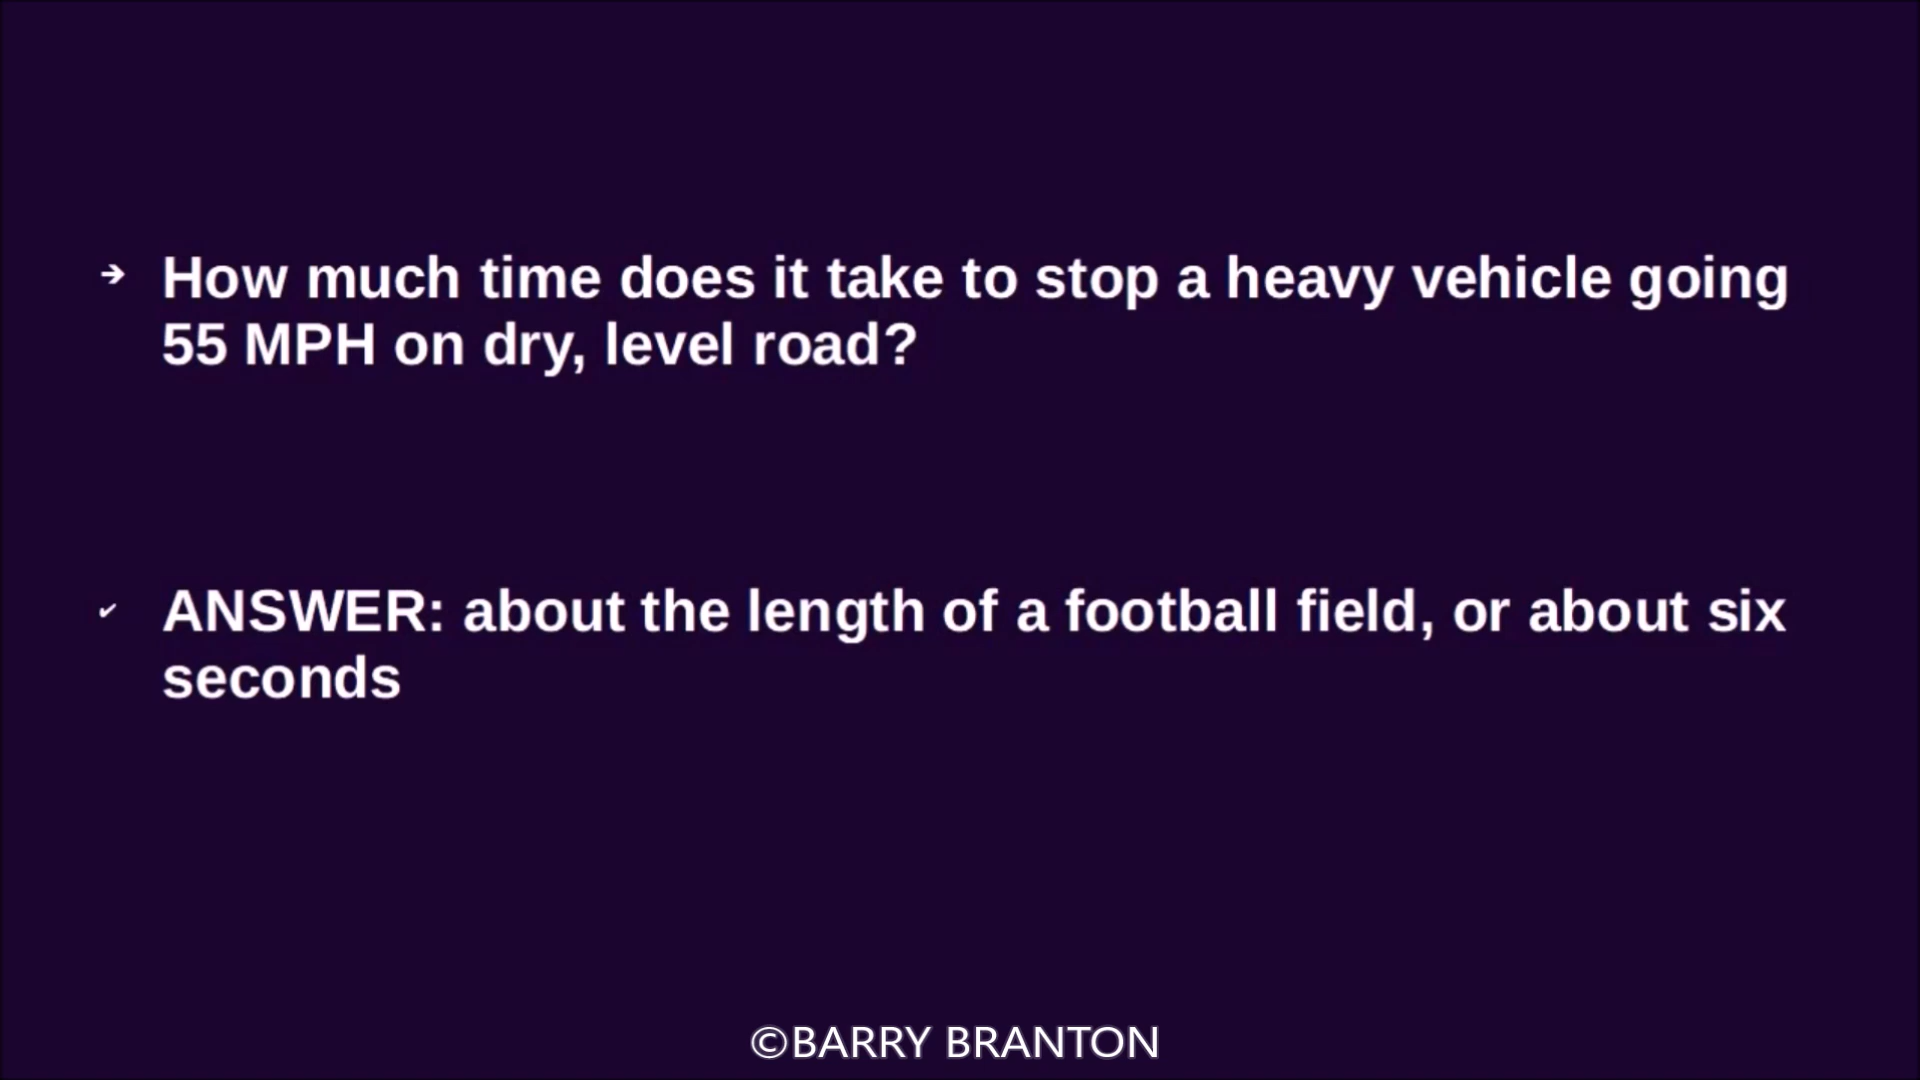 ➔ How much time does it take to stop a heavy vehicle going
55 MPH on dry, level road?
✔ ANSWER: about the length of a football field, or about six
seconds
©BARRY BRANTON